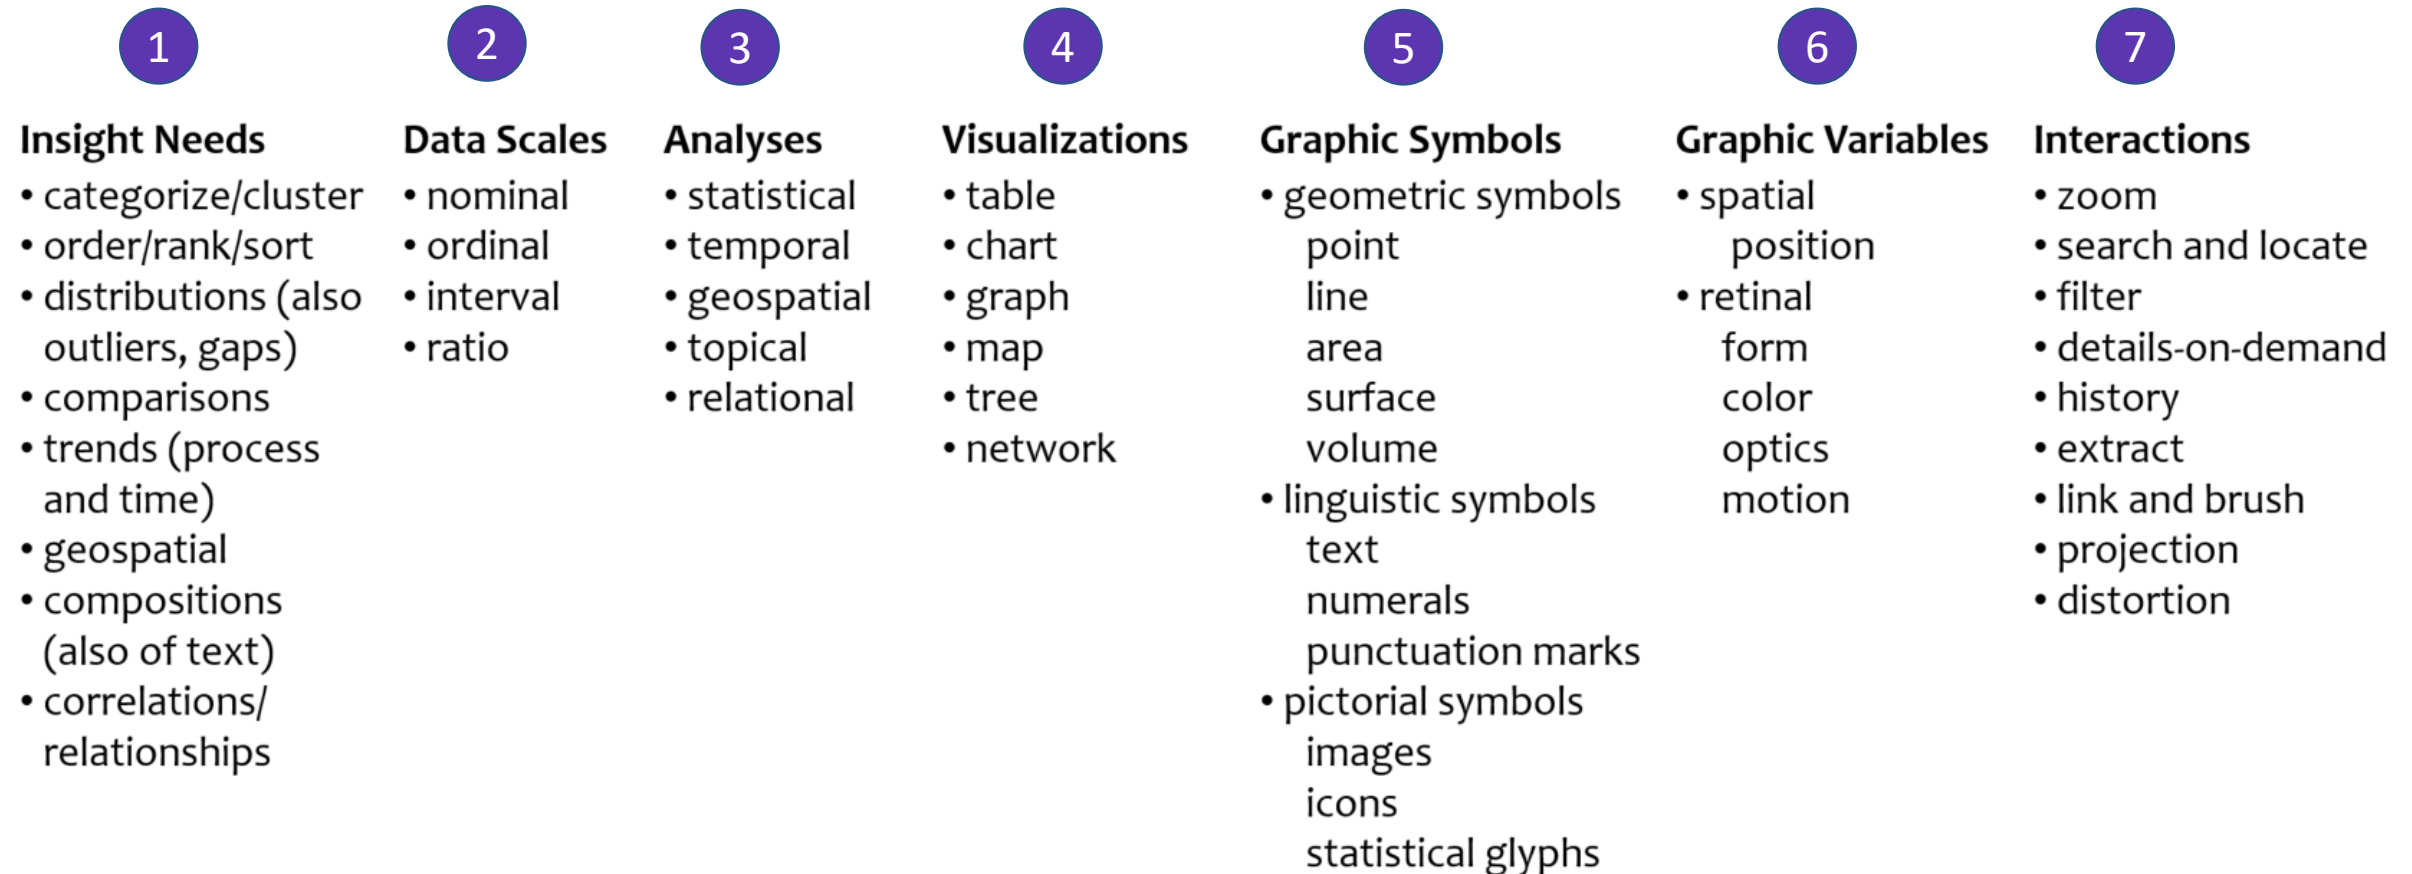 1
Insight Needs
• categorize/cluster
• order/rank/sort
• distributions (also
outliers, gaps)
• comparisons
• trends (process
and time)
• geospatial
• compositions
(also of text)
• correlations/
relationships
2
Data Scales
• nominal
• ordinal
• interval
• ratio
3
Analyses
• statistical
• temporal
• geospatial
• topical
• relational
4
Visualizations
• table
• chart
• graph
• map
• tree
• network
5
Graphic Symbols
• geometric symbols
point
line
area
surface
volume
• linguistic symbols
text
numerals
punctuation marks
• pictorial symbols
images
icons
statistical glyphs
6
Graphic Variables
• spatial
position
• retinal
form
color
optics
motion
7
Interactions
• zoom
• search and locate
• filter
• details-on-demand
• history
• extract
• link and brush
• projection
• distortion